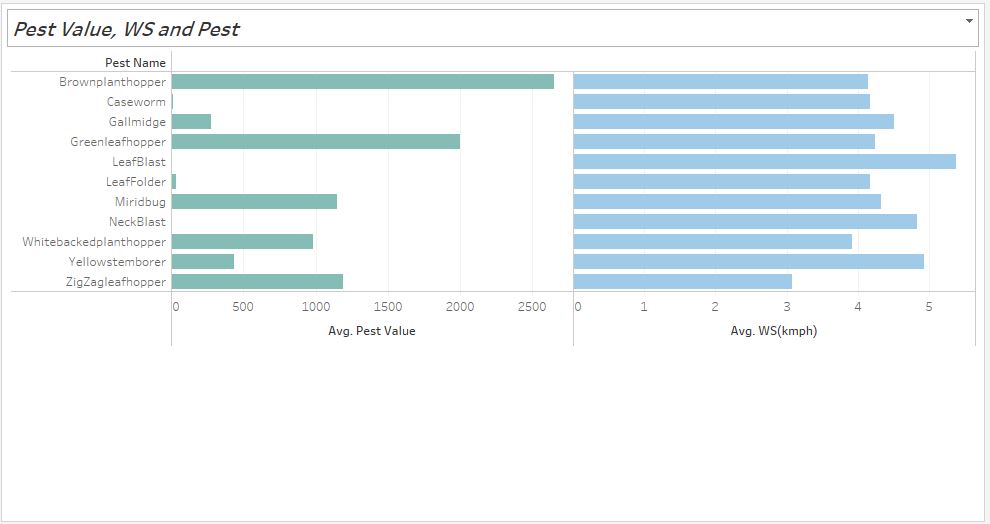 Pest Value, WS and Pest
Pest Name
Brownplanthopper
Caseworm
Gallmidge
Greenleafhopper
LeafBlast
LeafFolder
Miridbug
NeckBlast
Whitebackedplanthopper
Yellowstemborer
ZigZagleafhopper
0 500 1000 1500 2000 2500 0 1 2 3 4 5
Avg. Pest Value Avg. WS(kmph)